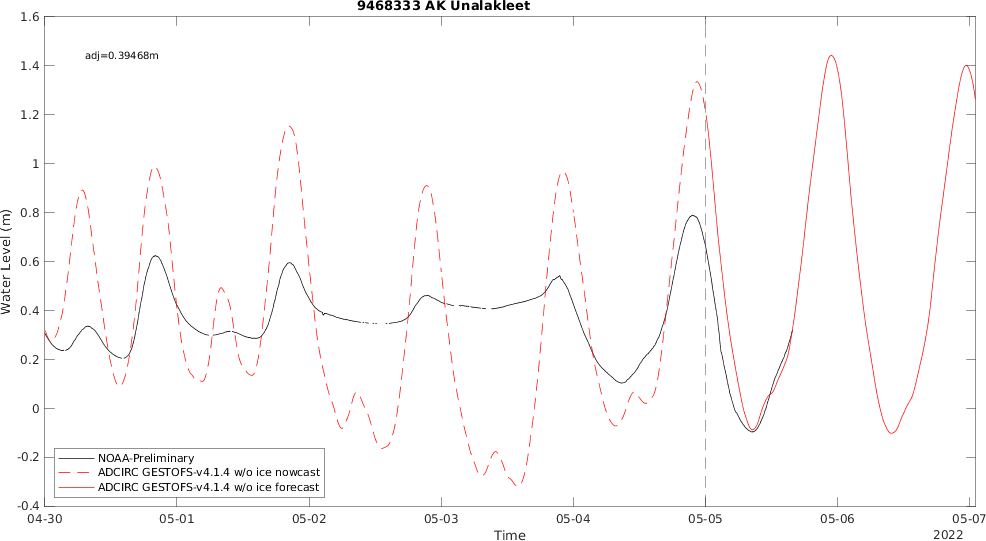 9468333 AK Unalakleet
adj=0.39468m
Water Level (m)
1.6
1.4
1.2
1
0.8
0.6
0.4
0.2
0
-0.2
-0.4
NOAA-Preliminary
ADCIRC GESTOFS-v4.1.4 w/o ice nowcast
ADCIRC GESTOFS-v4.1.4 w/o ice forecast
04-30 05-01 05-02 05-03 05-04 05-05 05-06 05-07
Time
2022